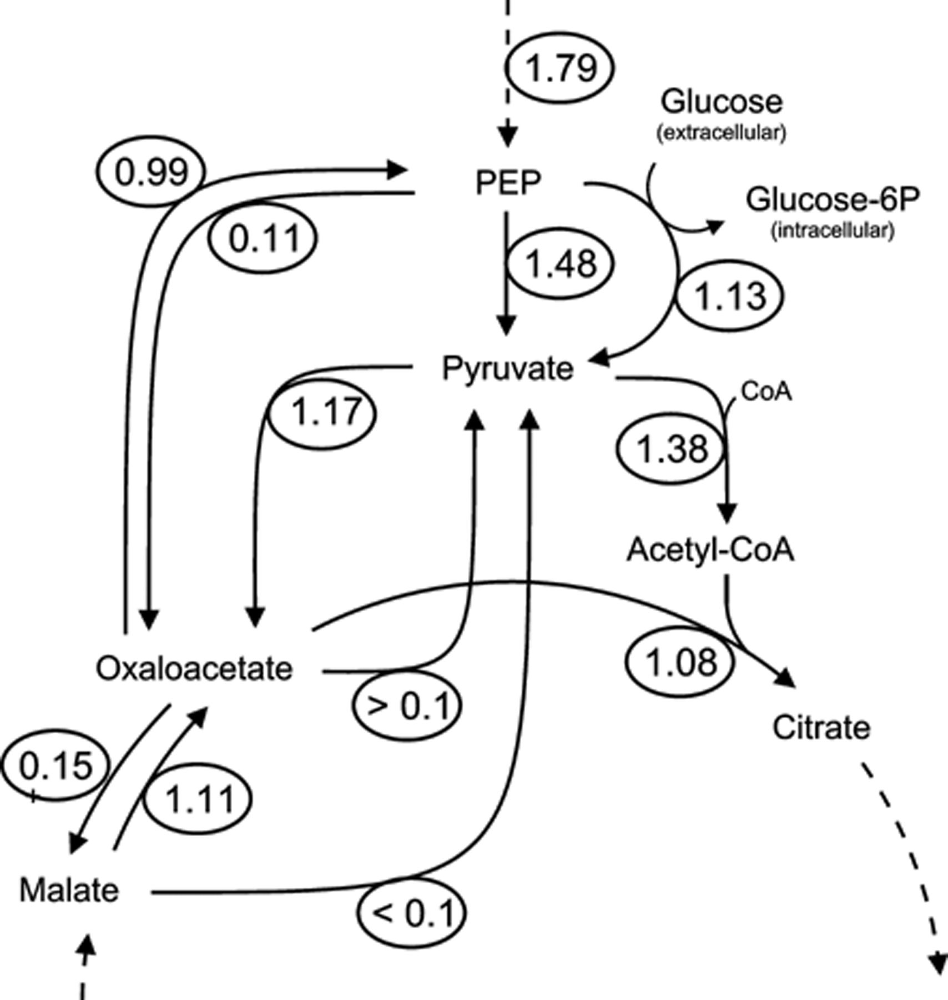 1.79
Glucose
(extracellular)
0.99
PEP
Glucose-6P
(intracellular)
0.11
1.48
1.13
Pyruvate
CoA
1.17
1.38
Acetyl-CoA
1.08
Oxaloacetate
> 0.1
Citrate
0.15
1.11
Malate
< 0.1